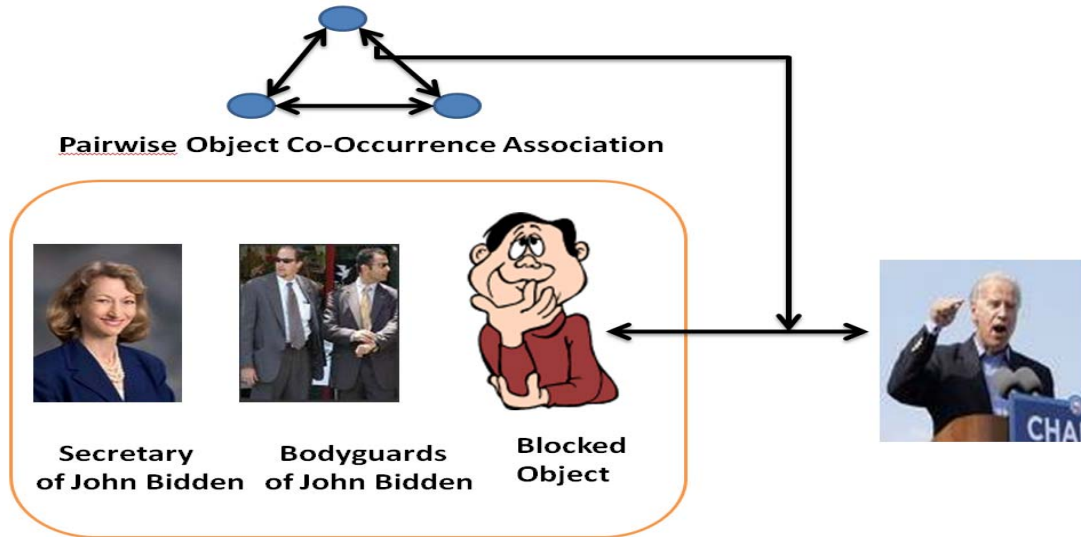 Pairwise Object Co-Occurrence Association
Secretary
of John Bidden
Bodyguards
of John Bidden
Blocked
Object
CHA